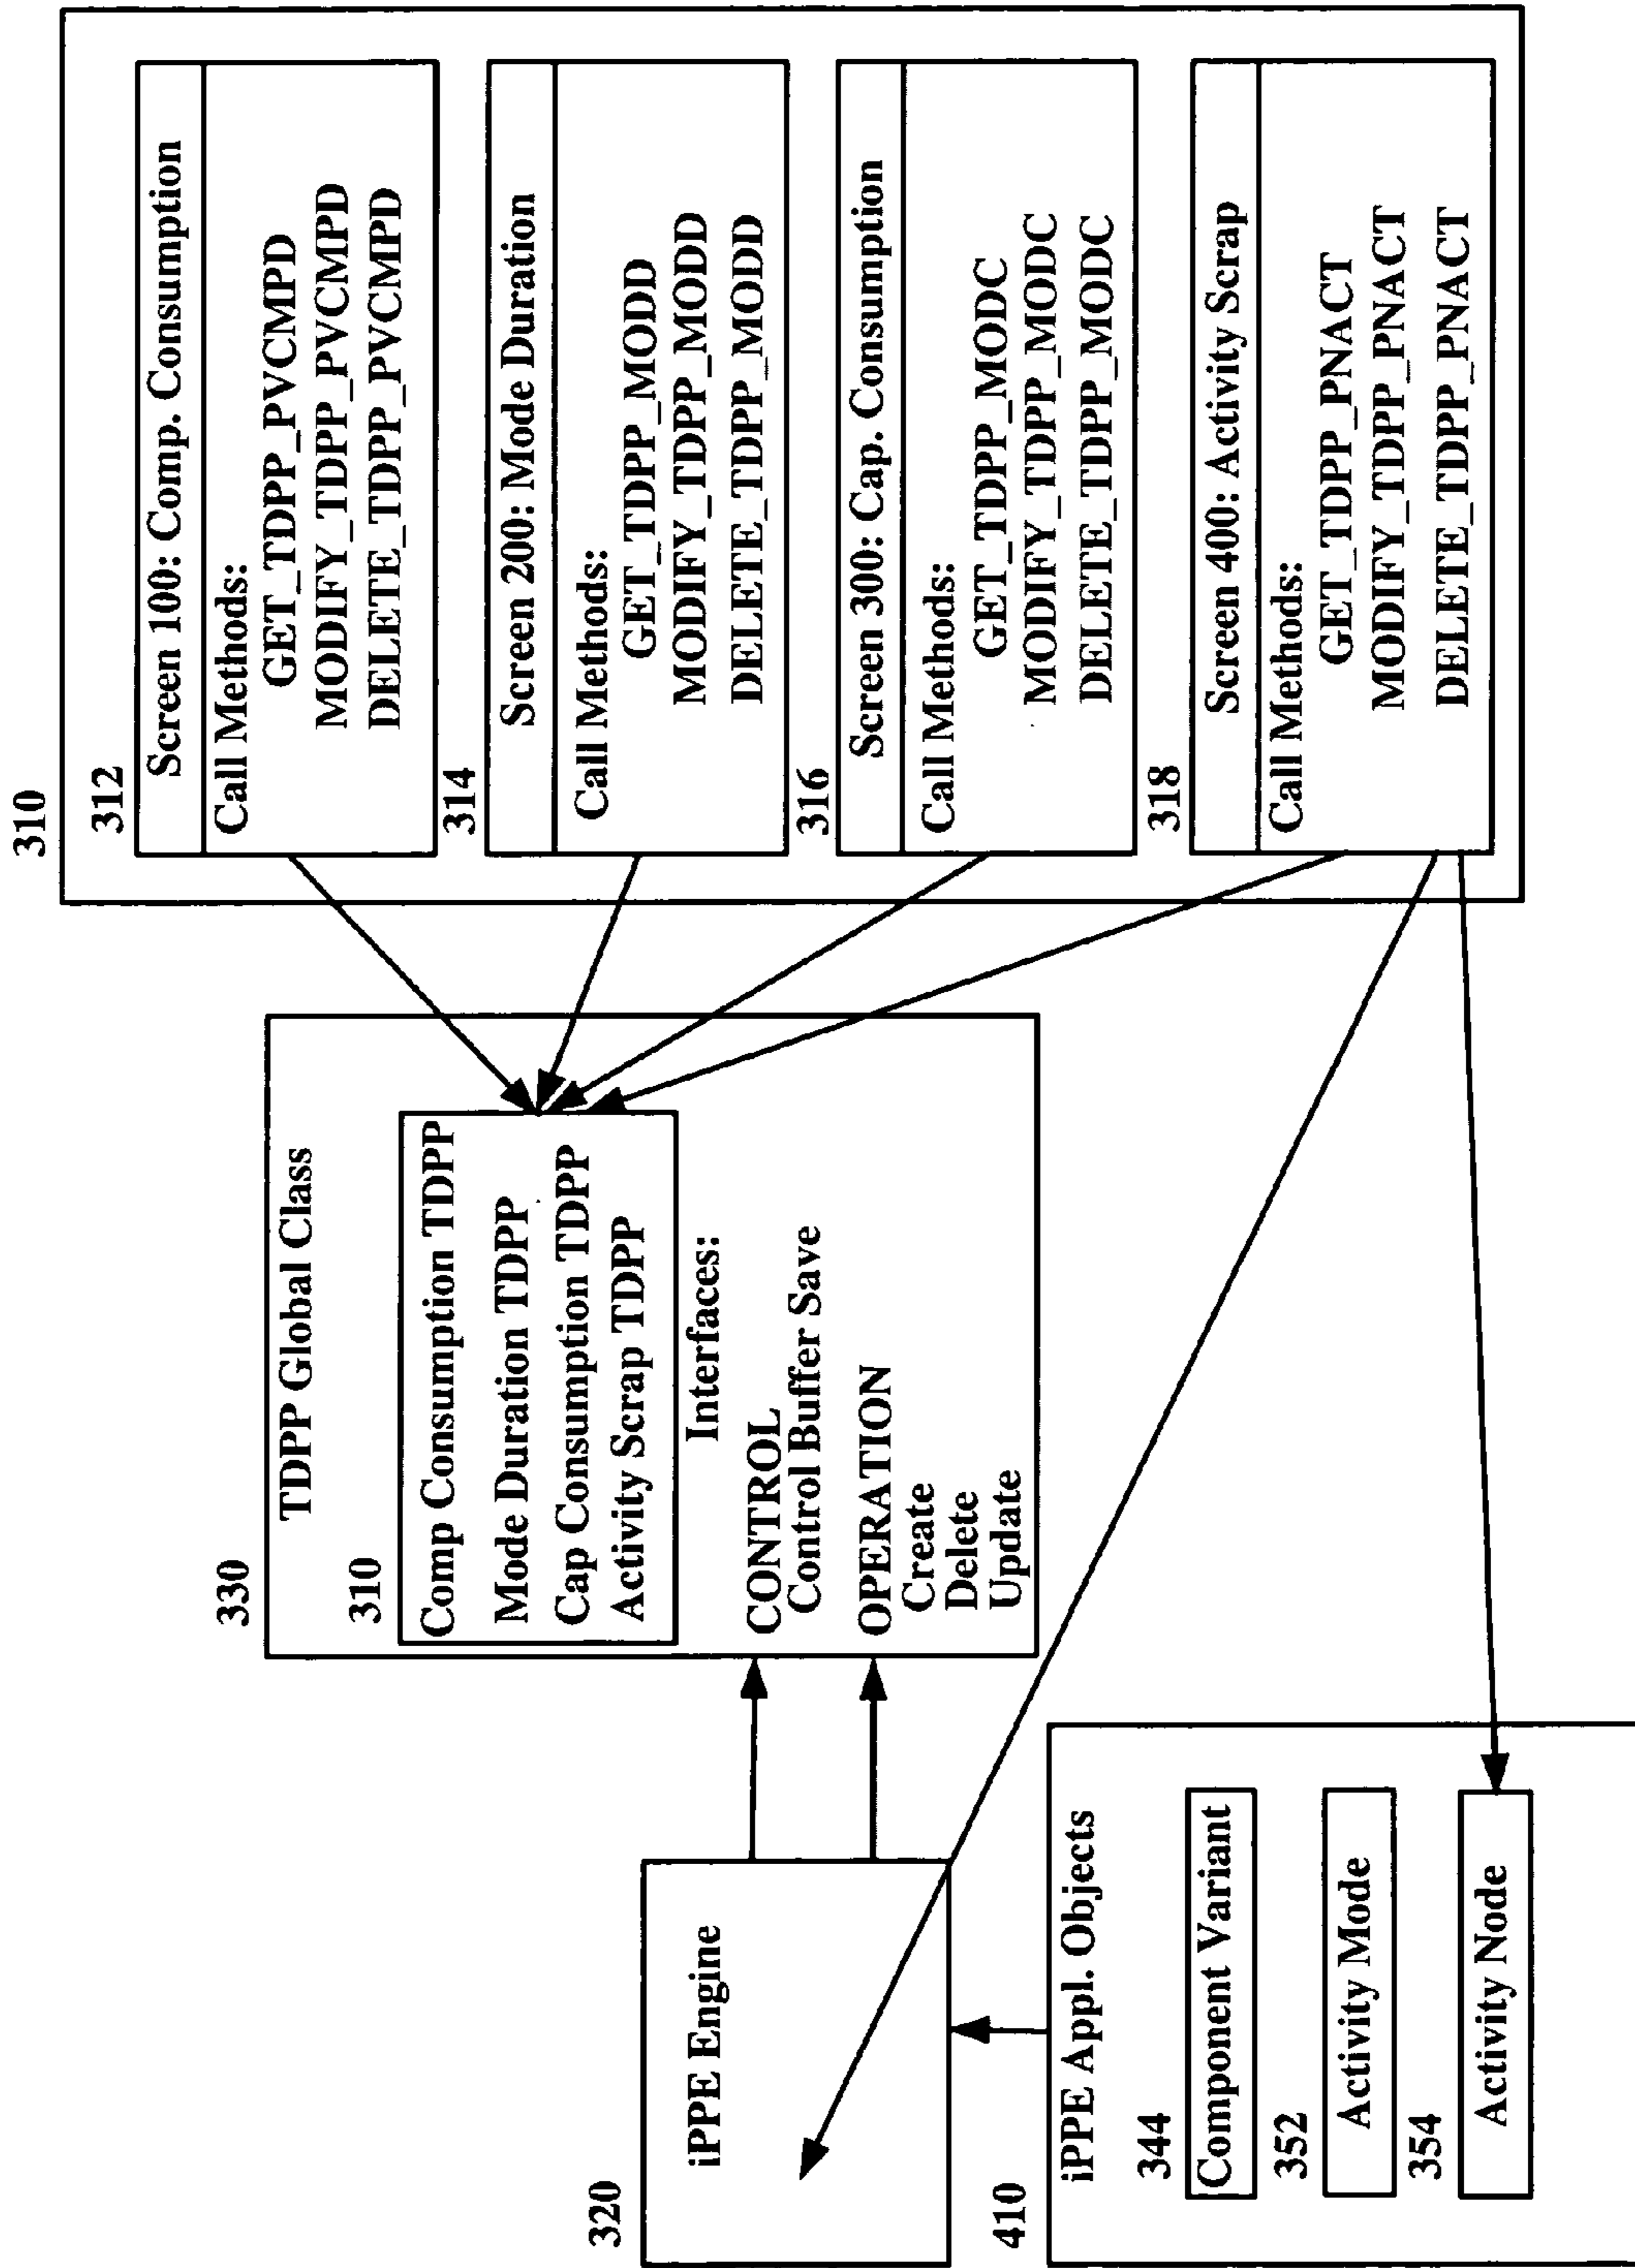 310
312
Screen 100: Comp. Consumption
Call Methods:
GET_TDPP_PVCMPD
MODIFY_TDPP_PVCMPD
DELETE_TDPP_PVCMPD
314
Screen 200: Mode Duration
Call Methods:
GET_TDPP_MODD
MODIFY_TDPP_MODD
DELETE_TDPP_MODD
316
Screen 300: Cap. Consumption
Call Methods:
GET_TDPP_MODC
MODIFY_TDPP_MODC
DELETE_TDPP_MODC
318
Screen 400: Activity Scrap
Call Methods:
GET_TDPP_PNACT
MODIFY_TDPP_PNACT
DELETE_TDPP_PNACT
330
TDPP Global Class
310
Comp Consumption TDPP
Mode Duration TDPP
Cap Consumption TDPP
Activity Scrap TDPP
Interfaces:
CONTROL
Control Buffer Save
OPERATION
Create
Delete
Update
320
iPPE Engine
410
iPPE Appl. Objects
344
Component Variant
352
Activity Mode
354
Activity Node